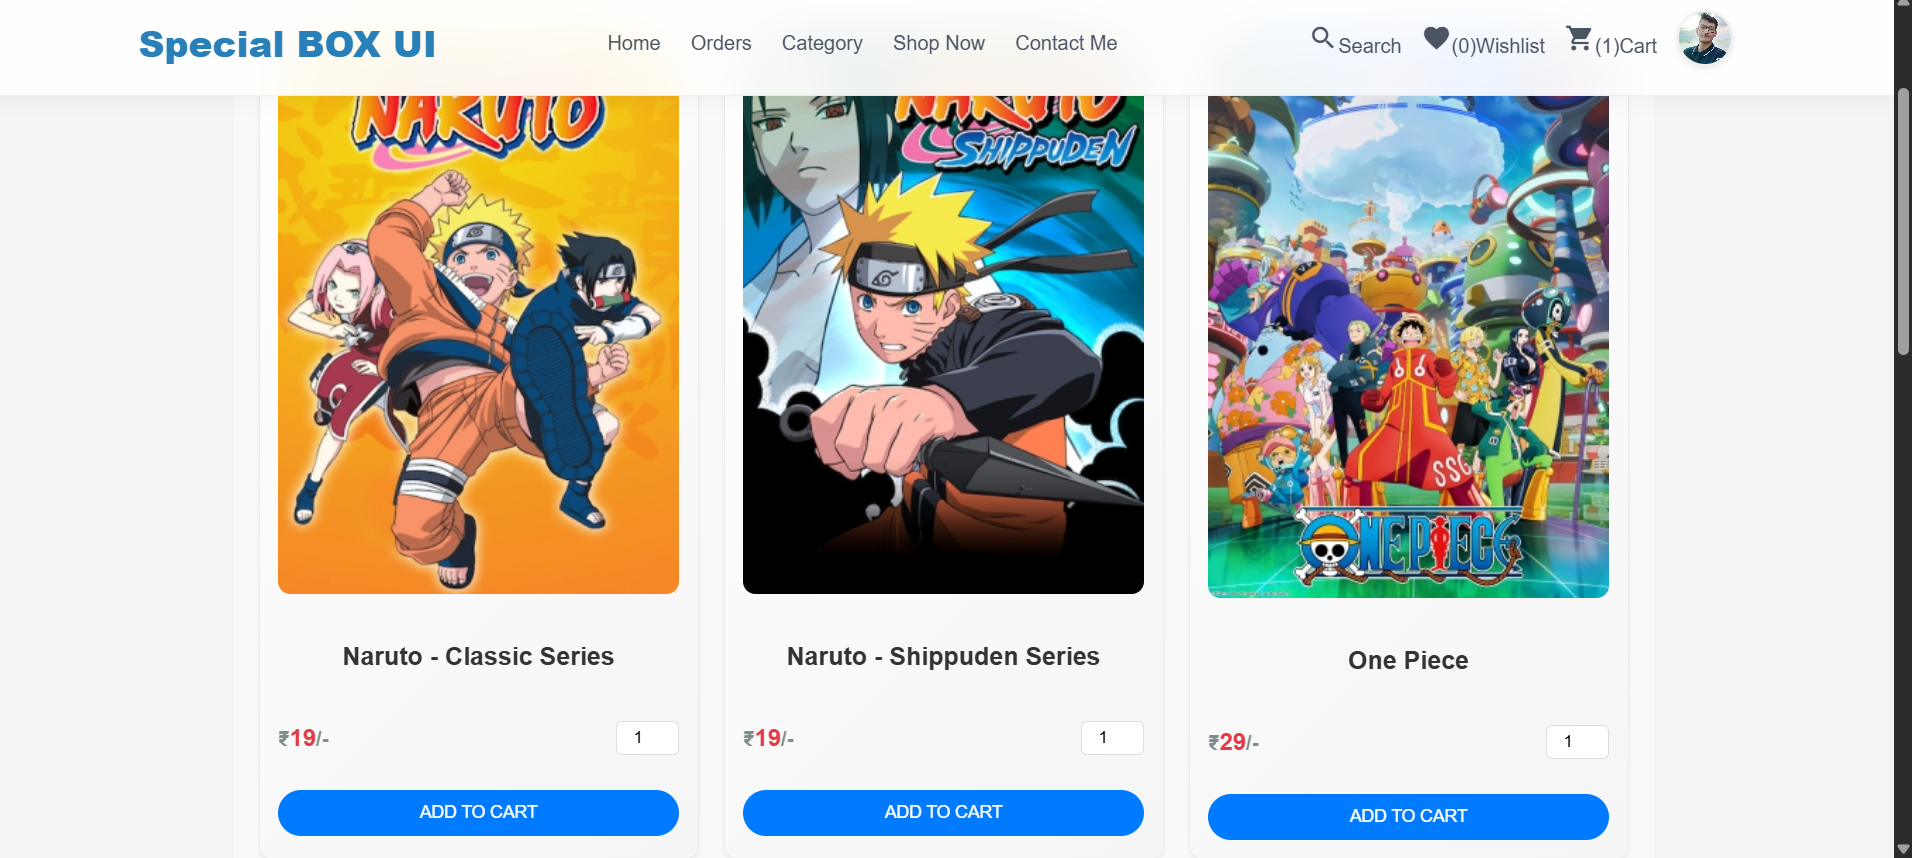 Special BOX UI
Home Orders Category Shop Now Contact Me
Search (0)Wishlist (1)Cart
NARUTO
NARUTO
SHIPPUDEN
SSG
ONE PIECE
Naruto - Classic Series
Naruto - Shippuden Series
One Piece
₹19/- 1
₹19/- 1
₹29/- 1
ADD TO CART
ADD TO CART
ADD TO CART